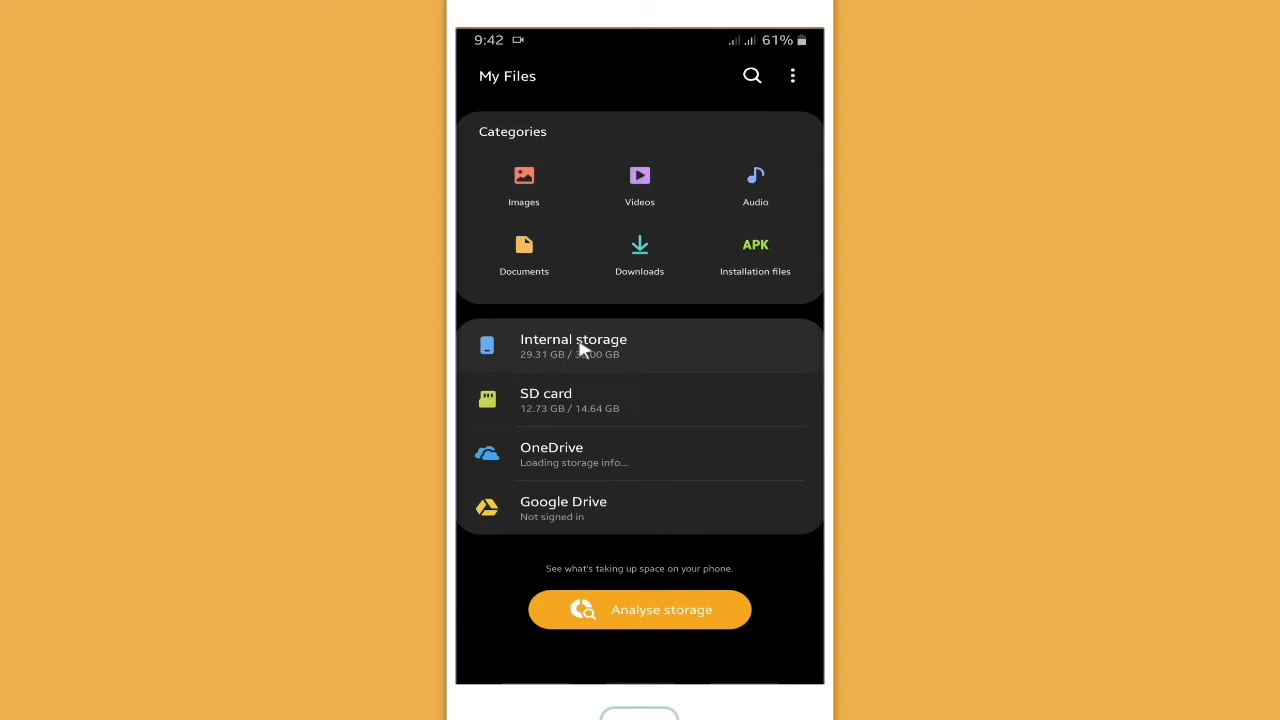 9:42 61%
My Files
Categories
Images Videos Audio
APK
Documents Downloads Installation files
Internal storage
29.31 GB / 00 GB
SD card
12.73 GB / 14.64 GB
OneDrive
Loading storage info...
Google Drive
Not signed in
See what's taking up space on your phone.
Analyse storage